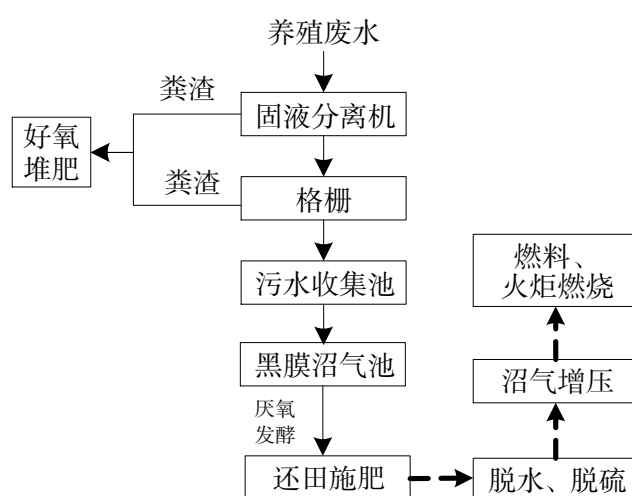 养殖废水
粪渣
固液分离机
好氧
堆肥
粪渣
格栅
污水收集池
燃料、
火炬燃烧
黑膜沼气池
沼气增压
厌氧
发酵
还田施肥
脱水、脱硫